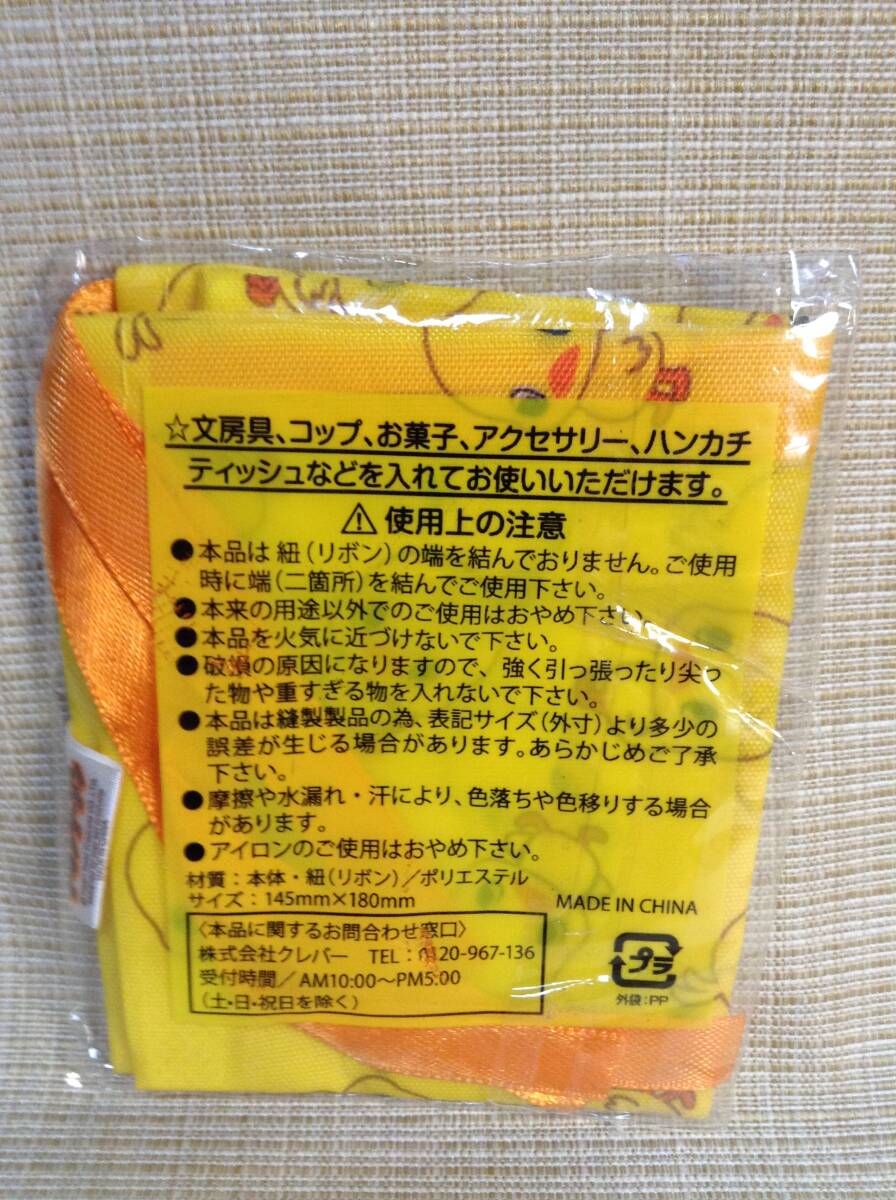 ☆文房具、コップ、お菓子、アクセサリー、ハンカチ
ティッシュなどを入れてお使いいただけます。
⚠使用上の注意
●本品は 紐（リボン）の端を結んでおりません。ご使用
時に端（二箇所）を結んでご使用下さい。
●本来の用途以外でのご使用はおやめ下さい。
●本品を火気に近づけないで下さい。
●破損の原因になりますので、強く引っ張ったり尖っ
た物や重すぎる物を入れないで下さい。
●本品は縫製製品の為、表記サイズ（外寸）より多少の
誤差が生じる場合があります。あらかじめご了承
下さい。
●摩擦や水漏れ・汗により、色落ちや色移りする場合
があります。
●アイロンのご使用はおやめ下さい。
材質：本体・紐（リボン）／ポリエステル
サイズ：145mm×180mm
MADE IN CHINA
〈本品に関するお問合わせ窓口〉
株式会社クレバー TEL：0120-967-136
受付時間／AM10:00～PM5:00
（土・日・祝日を除く）
プラ
外袋：PP